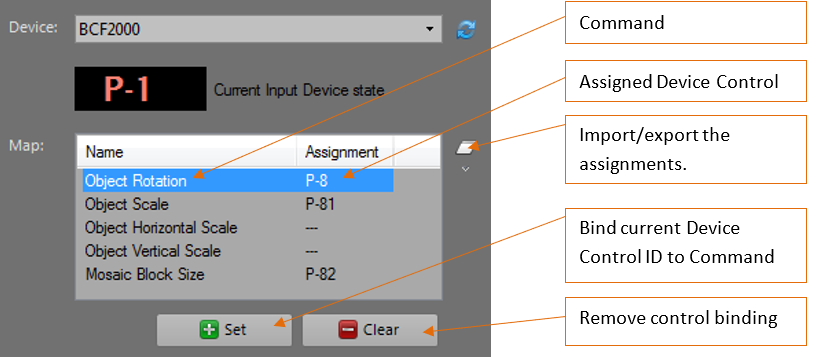 Device:
BCF2000
Command
P-1
Current Input Device state
Assigned Device Control
Map:
Name
Assignment
Import/export the
assignments.
Object Rotation
P-8
Object Scale
P-81
Object Horizontal Scale
---
Object Vertical Scale
---
Mosaic Block Size
P-82
Bind current Device
Control ID to Command
Set
Clear
Remove control binding